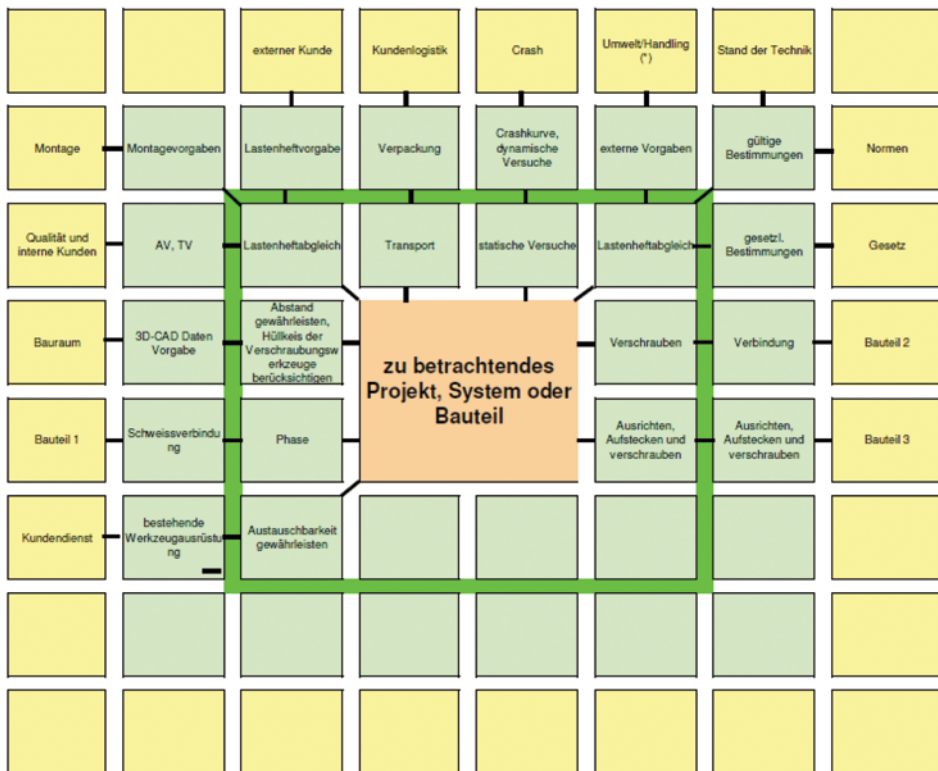 externer Kunde
Kundenlogistik
Crash
Umwelt/Handling
(*)
Stand der Technik
Montage
Montagevorgaben
Lastenheftvorgabe
Verpackung
Crashkurve,
dynamische
Versuche
externe Vorgaben
gültige
Bestimmungen
Normen
Qualität und
interne Kunden
AV, TV
Lastenheftabgleich
Transport
statische Versuche
Lastenheftabgleich
gesetzl.
Bestimmungen
Gesetz
Bauraum
3D-CAD Daten
Vorgabe
Abstand
gewährleisten,
Hüllkeis der
Verschraubungsw
erkzeuge
berücksichtigen
zu betrachtendes
Projekt, System oder
Bauteil
Verschrauben
Verbindung
Bauteil 2
Bauteil 1
Schweissverbindu
ng
Phase
Ausrichten,
Aufstecken und
verschrauben
Ausrichten,
Aufstecken und
verschrauben
Bauteil 3
Kundendienst
bestehende
Werkzeugausrüstu
ng
Austauschbarkeit
gewährleisten